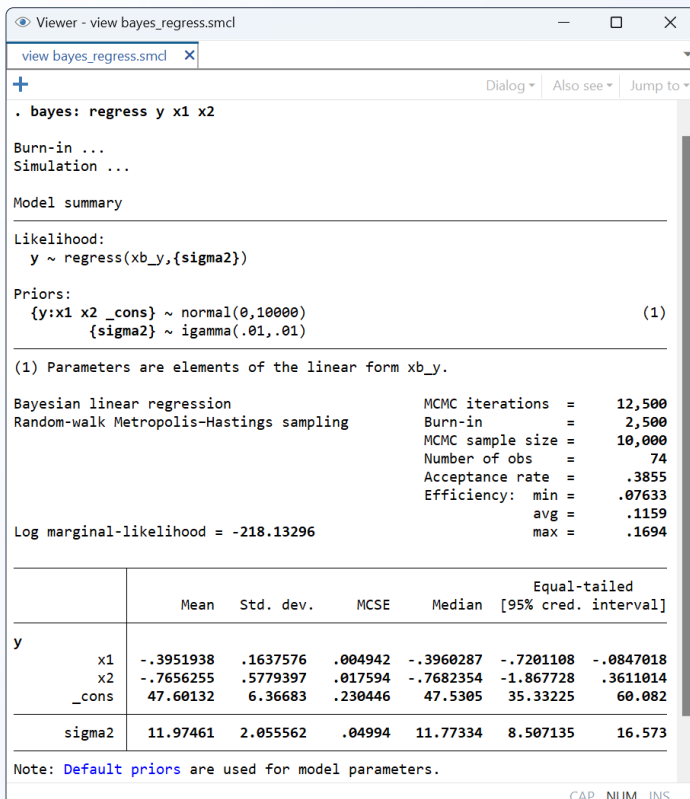 Viewer - view bayes_regress.smcl
view bayes_regress.smcl
Dialog Also see Jump to
. bayes: regress y x1 x2
Burn-in ...
Simulation ...
Model summary
Likelihood:
y ~ regress(xb_y,{sigma2})
Priors:
{y:x1 x2 _cons} ~ normal(0,10000) (1)
{sigma2} ~ igamma(.01,.01)
(1) Parameters are elements of the linear form xb_y.
Bayesian linear regression MCMC iterations = 12,500
Random-walk Metropolis–Hastings sampling Burn-in = 2,500
MCMC sample size = 10,000
Number of obs = 74
Acceptance rate = .3855
Efficiency: min = .07633
avg = .1159
Log marginal-likelihood = -218.13296 max = .1694
Equal-tailed
Mean Std. dev. MCSE Median [95% cred. interval]
y
x1 -.3951938 .1637576 .004942 -.3960287 -.7201108 -.0847018
x2 -.7656255 .5779397 .017594 -.7682354 -1.867728 .3611014
_cons 47.60132 6.36683 .230446 47.5305 35.33225 60.082
sigma2 11.97461 2.055562 .04994 11.77334 8.507135 16.573
Note: Default priors are used for model parameters.
CAP NUM INS